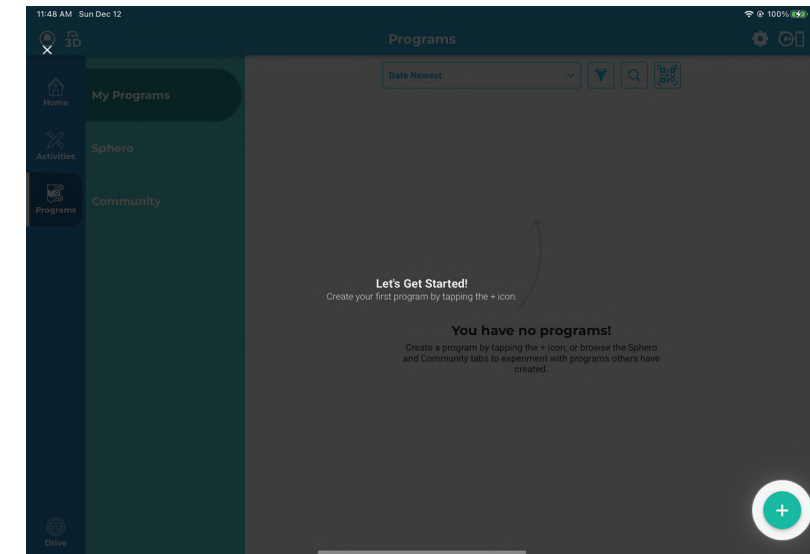 11:48 AM Sun Dec 12
100%
3D
Programs
Date Newest
Home
My Programs
Activities
Sphero
Programs
Community
Let's Get Started!
Create your first program by tapping the + icon.
You have no programs!
Create a program by tapping the + icon, or browse the Sphero
and Community tabs to experiment with programs others have
created.
+
Drive